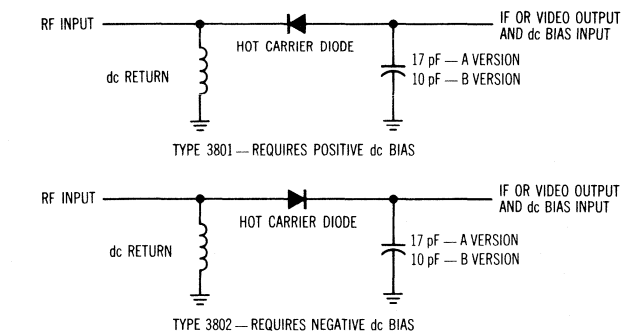 RF INPUT
IF OR VIDEO OUTPUT
AND dc BIAS INPUT
HOT CARRIER DIODE
dc RETURN
17 pF — A VERSION
10 pF — B VERSION
TYPE 3801 — REQUIRES POSITIVE dc BIAS
RF INPUT
IF OR VIDEO OUTPUT
AND dc BIAS INPUT
HOT CARRIER DIODE
dc RETURN
17 pF — A VERSION
10 pF — B VERSION
TYPE 3802 — REQUIRES NEGATIVE dc BIAS